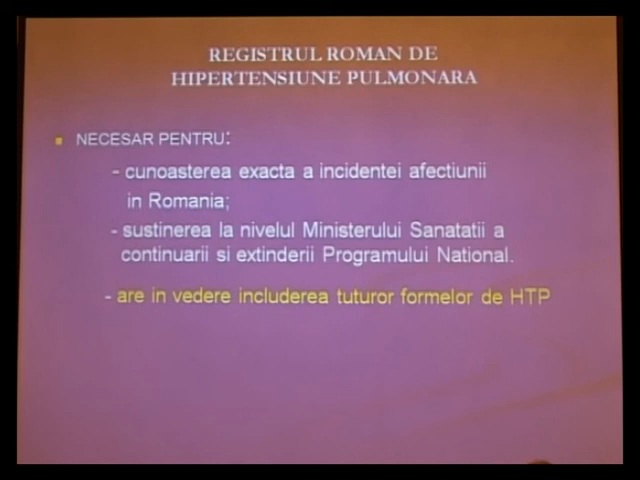 REGISTRUL ROMAN DE
HIPERTENSIUNE PULMONARA
NECESAR PENTRU:
- cunoasterea exacta a incidentei afectiunii
in Romania;
- sustinerea la nivelul Ministerului Sanatatii a
continuarii si extinderii Programului National.
- are in vedere includerea tuturor formelor de HTP